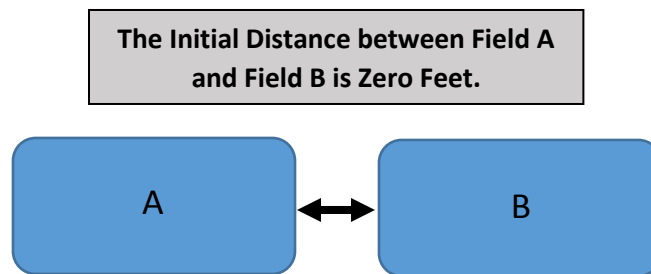 The Initial Distance between Field A
and Field B is Zero Feet.
A
B